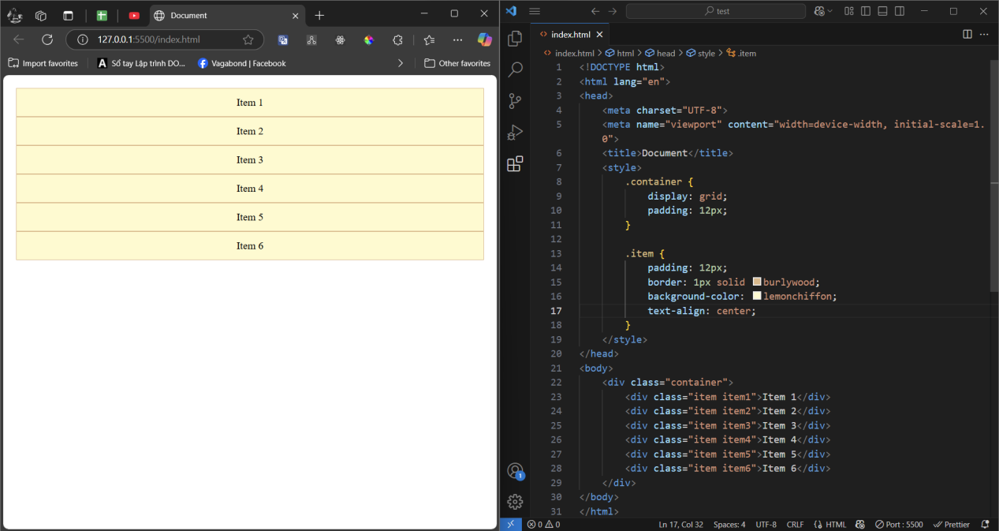 Document
127.0.0.1:5500/index.html
Import favorites
A
Sổ tay Lập trình DO...
Vagabond | Facebook
Other favorites
Item 1
Item 2
Item 3
Item 4
Item 5
Item 6
test
index.html
index.html > html > head > style > .item
1 <!DOCTYPE html>
2 <html lang="en">
3 <head>
4 <meta charset="UTF-8">
5 <meta name="viewport" content="width=device-width, initial-scale=1.
0">
6 <title>Document</title>
7 <style>
8 .container {
9 display: grid;
10 padding: 12px;
11 }
12
13 .item {
14 padding: 12px;
15 border: 1px solid burlywood;
16 background-color: lemonchiffon;
17 text-align: center;
18 }
19 </style>
20 </head>
21 <body>
22 <div class="container">
23 <div class="item item1">Item 1</div>
24 <div class="item item2">Item 2</div>
25 <div class="item item3">Item 3</div>
26 <div class="item item4">Item 4</div>
27 <div class="item item5">Item 5</div>
28 <div class="item item6">Item 6</div>
29 </div>
30 </body>
31 </html>
1
0 0 Ln 17, Col 32 Spaces: 4 UTF-8 CRLF HTML Port : 5500 Prettier